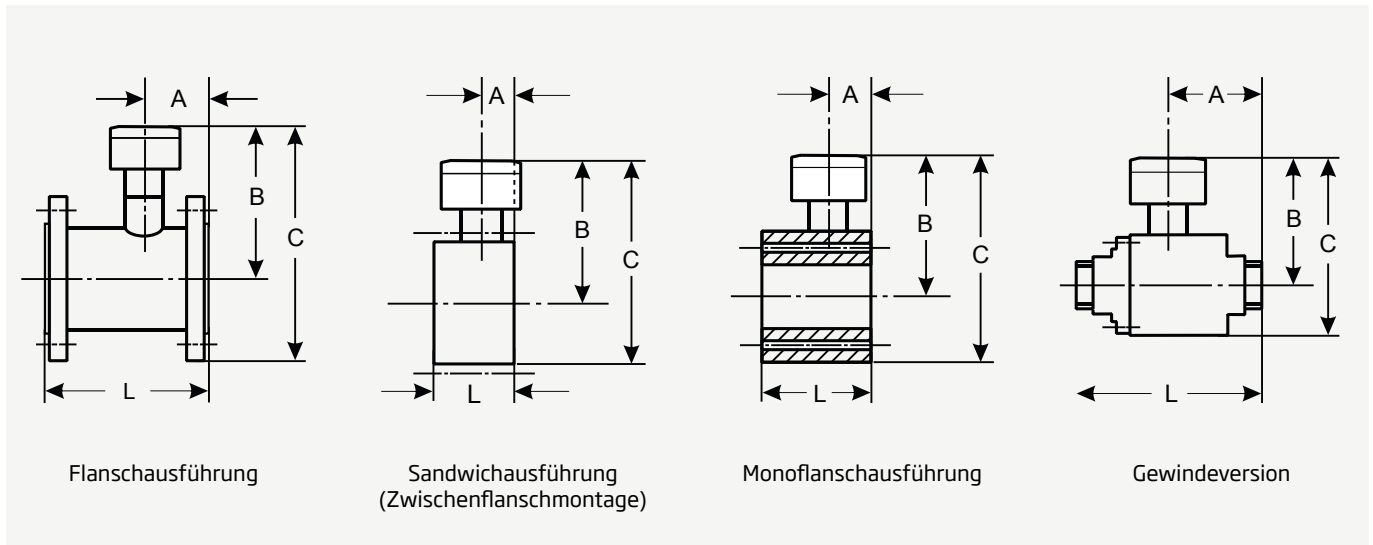 A
B
C
L
Flanschausführung
A
B
C
L
Sandwichausführung
(Zwischenflanschmontage)
A
B
C
L
Monoflanschausführung
A
B
C
L
Gewindeversion